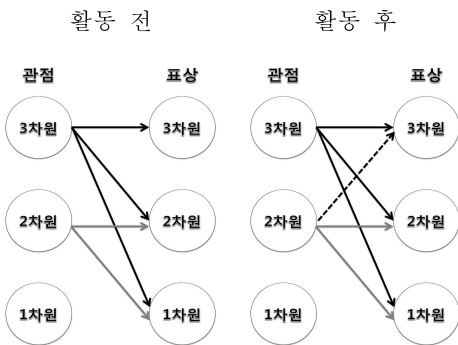 활동 전 활동 후
관점 표상 관점 표상
3차원 3차원 3차원 3차원
2차원 2차원 2차원 2차원
1차원 1차원 1차원 1차원